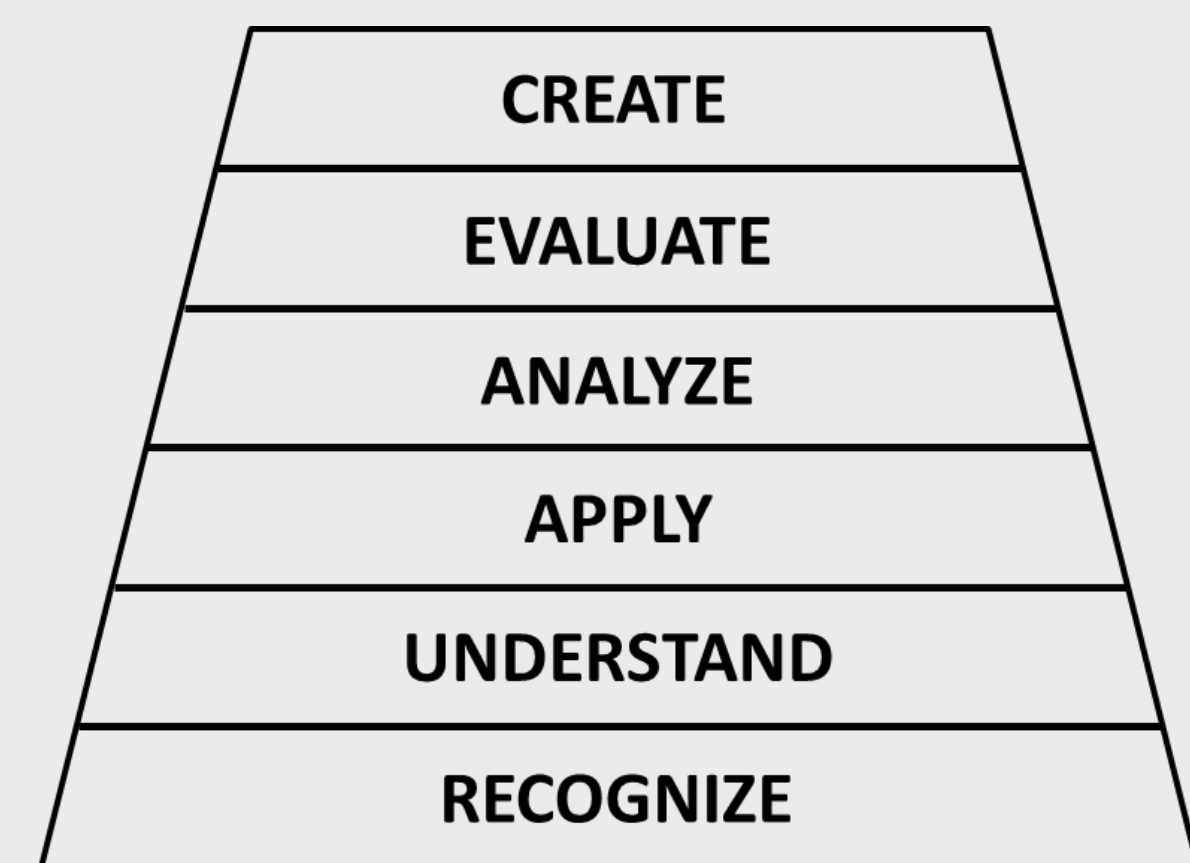 CREATE
EVALUATE
ANALYZE
APPLY
UNDERSTAND
RECOGNIZE